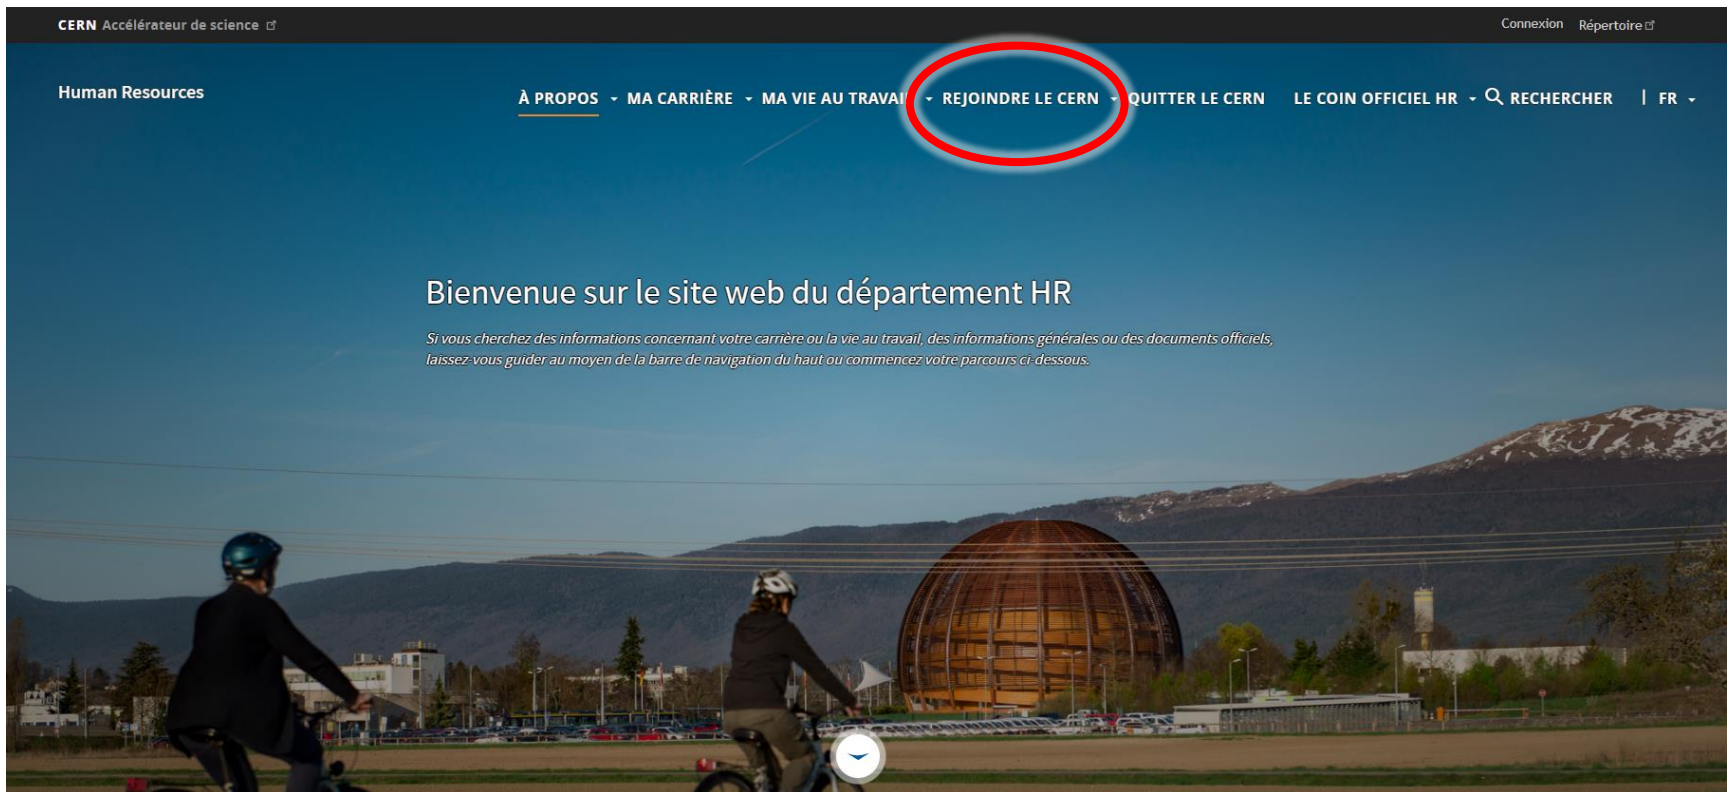 CERN Accélérateur de science
Connexion Répertoire
Human Resources
À PROPOS MA CARRIÈRE MA VIE AU TRAVAIL REJOINDRE LE CERN QUITTER LE CERN LE COIN OFFICIEL HR RECHERCHER | FR
Bienvenue sur le site web du département HR
Si vous cherchez des informations concernant votre carrière ou la vie au travail, des informations générales ou des documents officiels,
laissez-vous guider au moyen de la barre de navigation du haut ou commencez votre parcours ci-dessous.